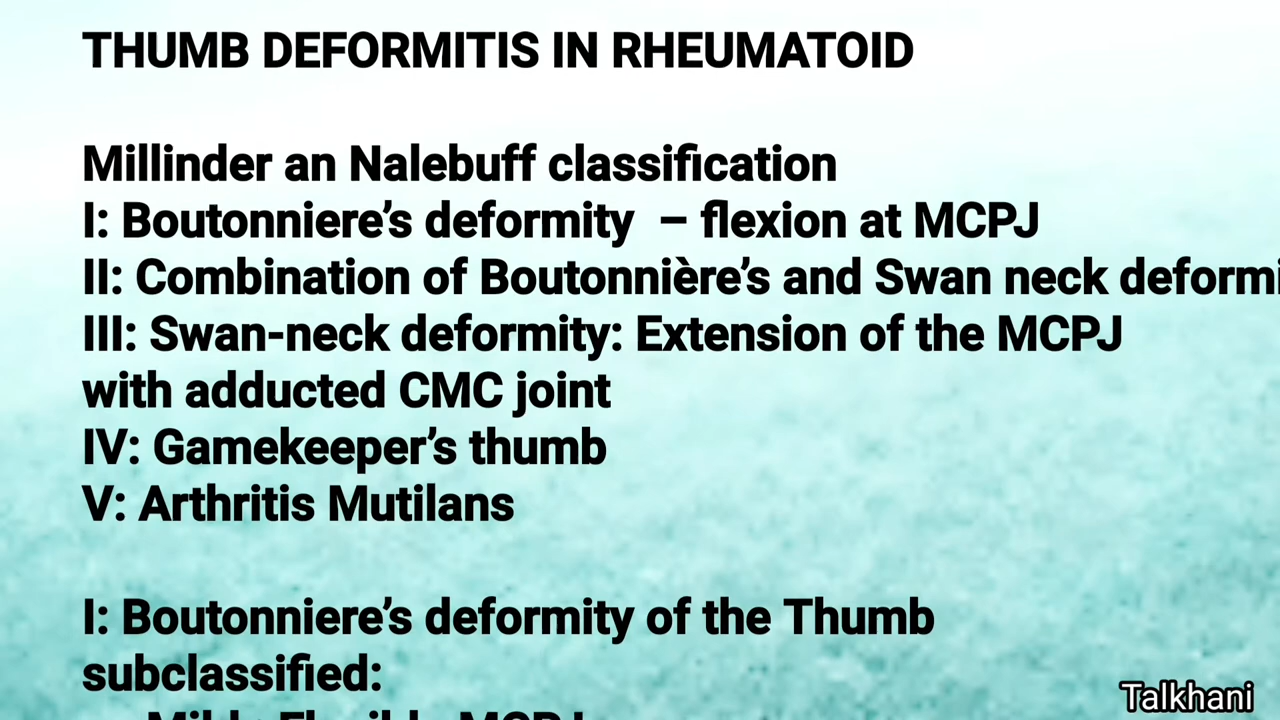 THUMB DEFORMITIS IN RHEUMATOID
Millinder an Nalebuff classification
I: Boutonniere’s deformity – flexion at MCPJ
II: Combination of Boutonnière’s and Swan neck deformi
III: Swan-neck deformity: Extension of the MCPJ
with adducted CMC joint
IV: Gamekeeper’s thumb
V: Arthritis Mutilans
I: Boutonniere’s deformity of the Thumb
subclassified:
Talkhani